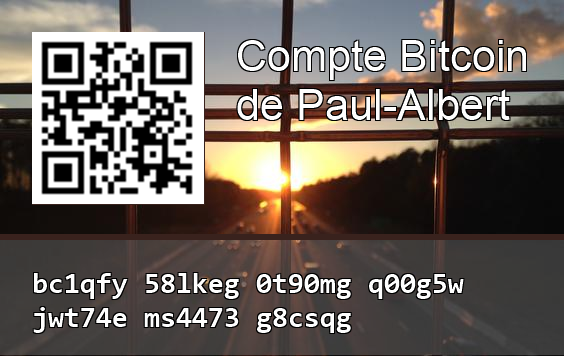 Compte Bitcoin
de Paul-Albert
bc1qfy 58lkeg 0t90mg q00g5w
jwt74e ms4473 g8csqg